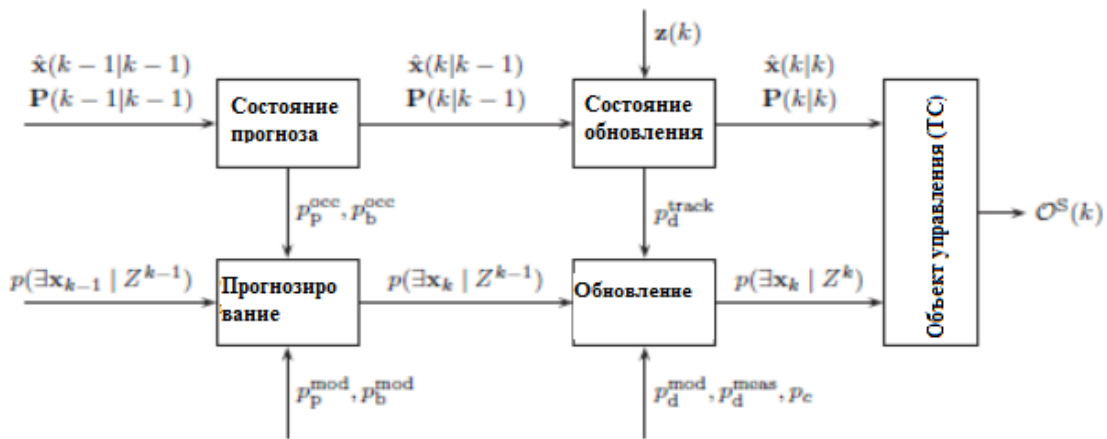 z(k)
x̂(k − 1|k − 1)
P(k − 1|k − 1)
Состояние
прогноза
x̂(k|k − 1)
P(k|k − 1)
Состояние
обновления
x̂(k|k)
P(k|k)
Объект управления (ТС)
𝒪^S(k)
p_p^occ, p_b^occ
p_d^track
p(∃x_{k−1} | Z^{k−1})
Прогнозиро
вание
p(∃x_k | Z^{k−1})
Обновление
p(∃x_k | Z^k)
p_p^mod, p_b^mod
p_d^mod, p_d^meas, p_c